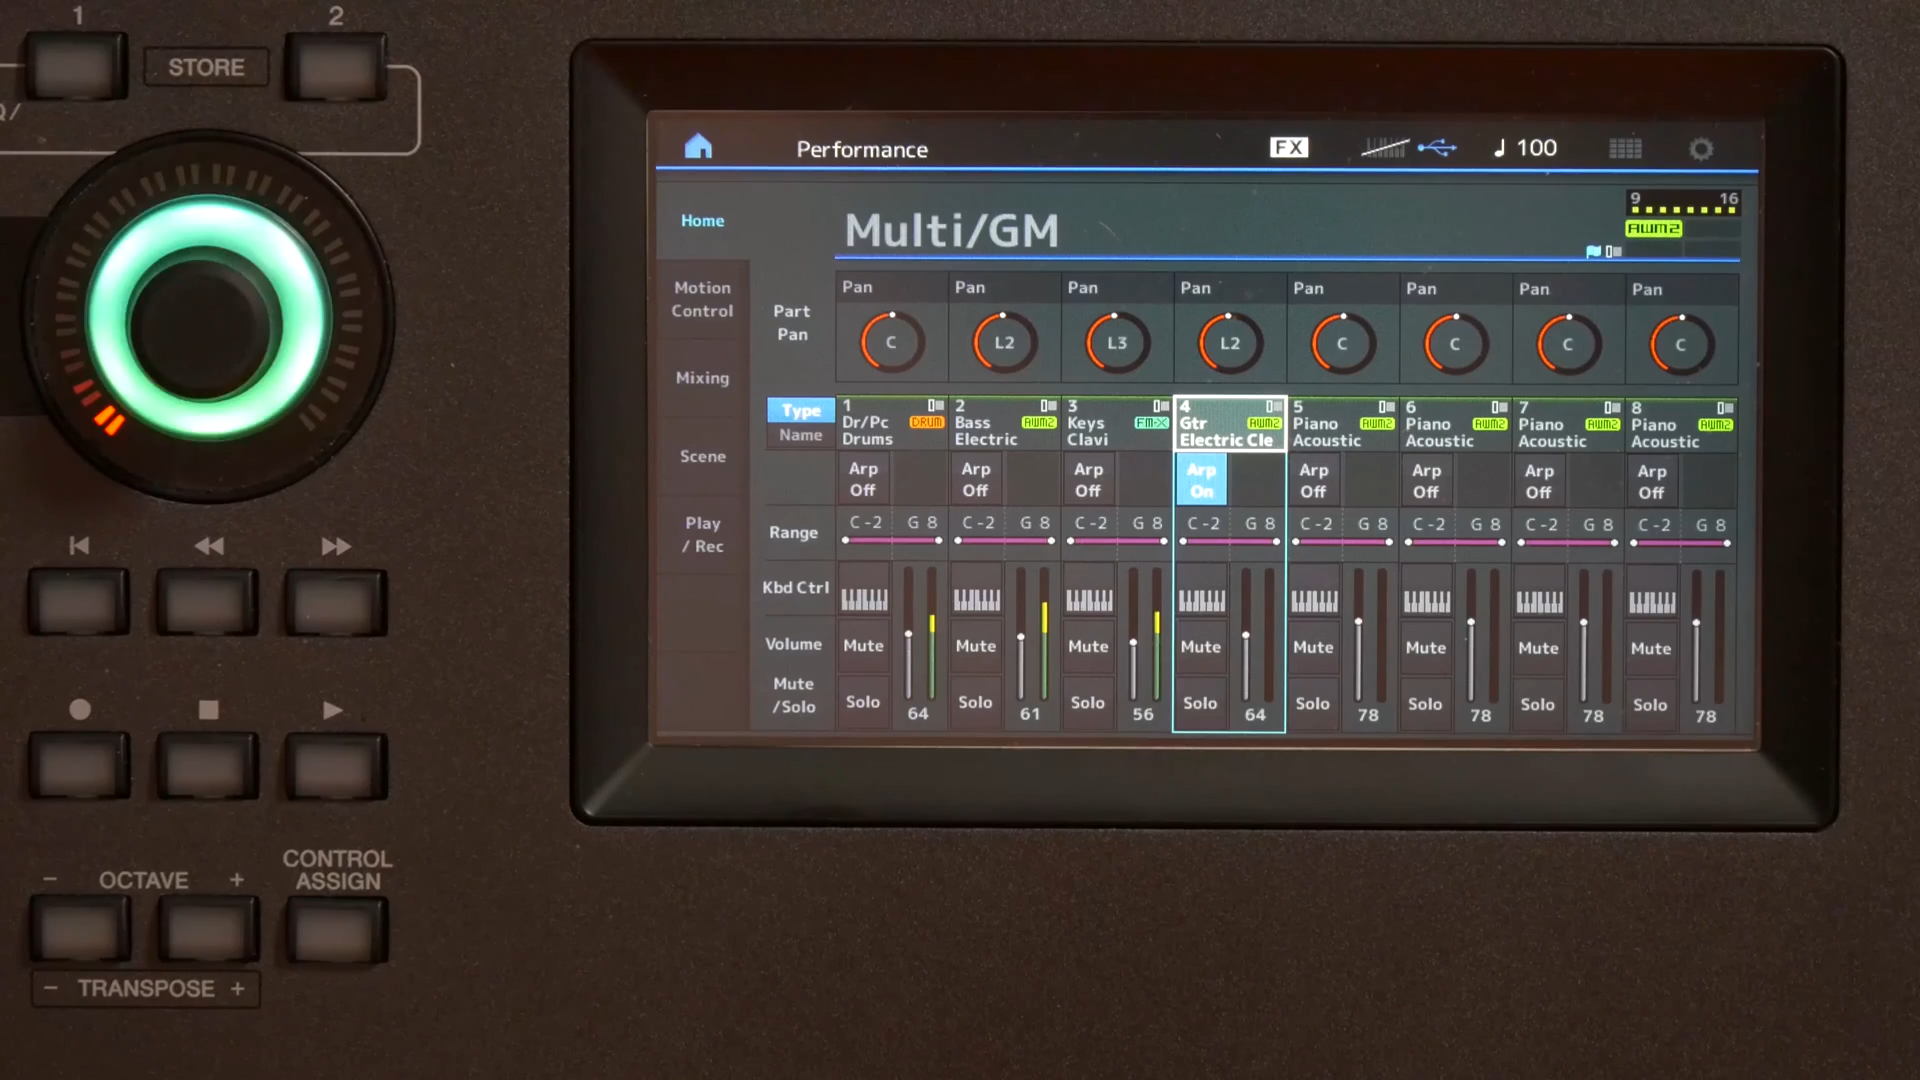 1 STORE 2
Q/
Performance FX 100
Home
Multi/GM
9 16
AWM2
Motion
Control
Mixing
Scene
Play
/ Rec
Part
Pan
Pan Pan Pan Pan Pan Pan Pan Pan
C L2 L3 L2 C C C C
Type
Name
1 2 3 4 5 6 7 8
Dr/Pc DRUM Bass AWM2 Keys FM-X Gtr AWM2 Piano AWM2 Piano AWM2 Piano AWM2 Piano AWM2
Drums Electric Clavi Electric Cle Acoustic Acoustic Acoustic Acoustic
Arp Arp Arp Arp Arp Arp Arp Arp
Off Off Off On Off Off Off Off
Range C -2 G 8 C -2 G 8 C -2 G 8 C -2 G 8 C -2 G 8 C -2 G 8 C -2 G 8 C -2 G 8
Kbd Ctrl
Volume Mute Mute Mute Mute Mute Mute Mute Mute
Mute
/Solo
Solo Solo Solo Solo Solo Solo Solo Solo
64 61 56 64 78 78 78 78
- OCTAVE +
CONTROL
ASSIGN
- TRANSPOSE +